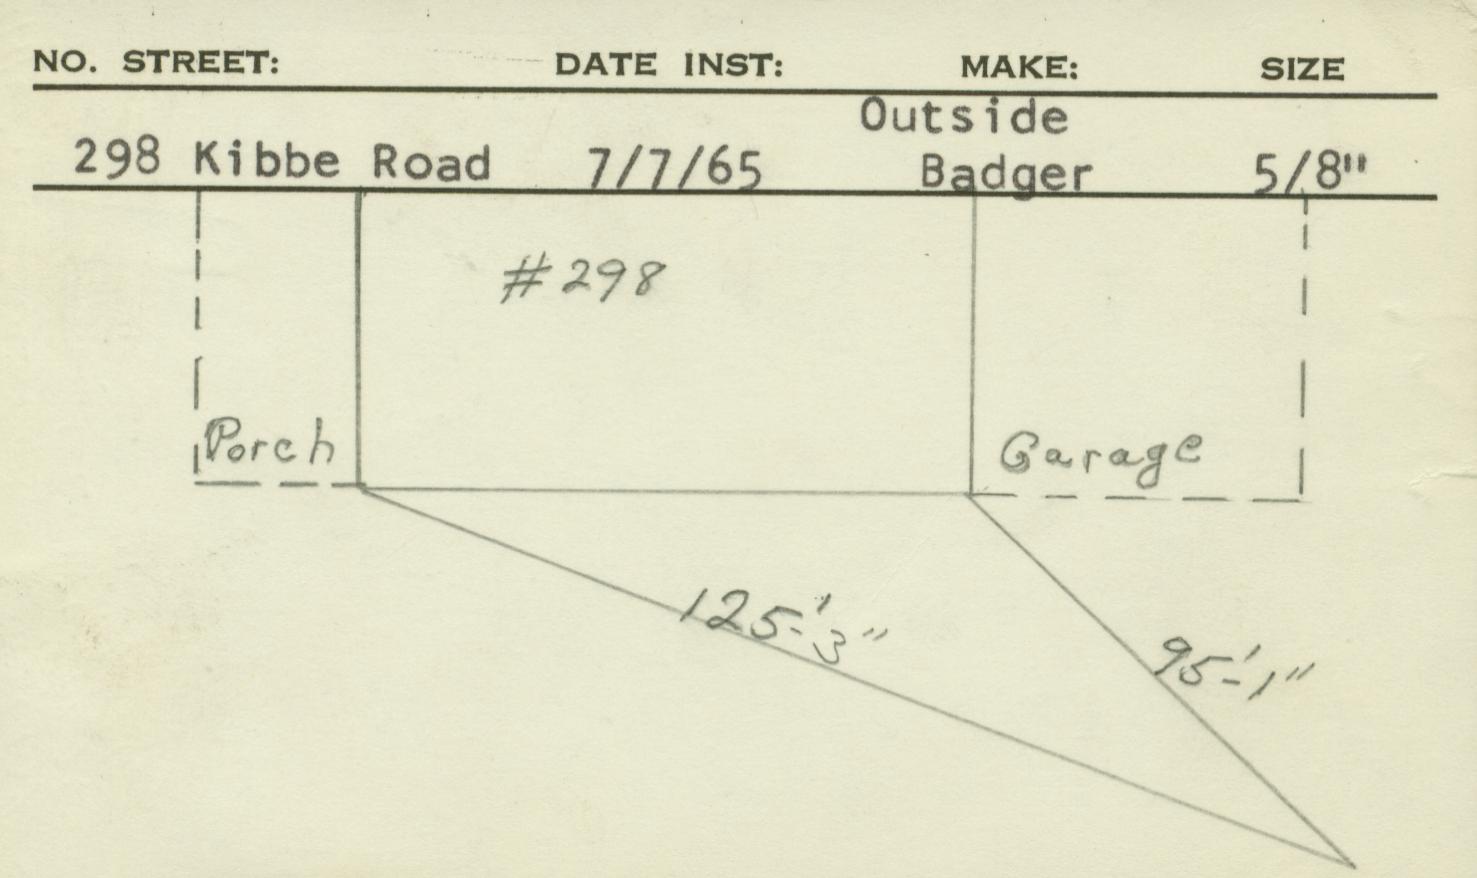 NO. STREET: DATE INST: MAKE: SIZE
Outside
298 Kibbe Road 7/7/65 Badger 5/8"
#298
Porch
Garage
125'-3"
95'-1"